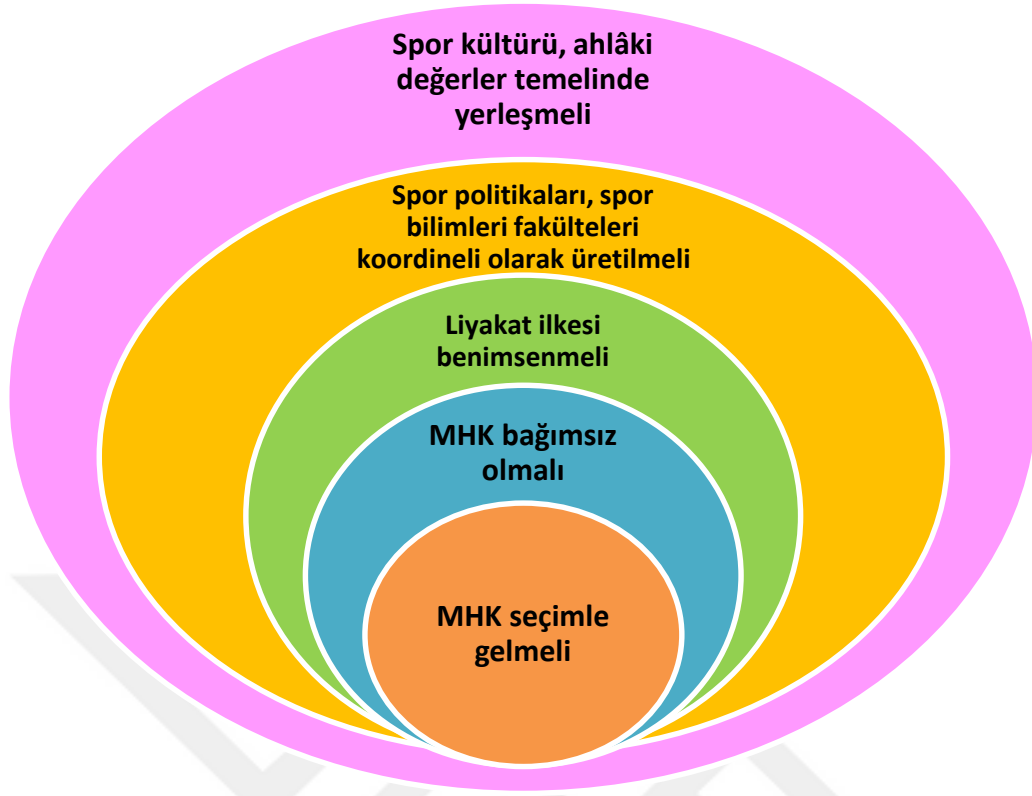 Spor kültürü, ahlâki
değerler temelinde
yerleşmeli
Spor politikaları, spor
bilimleri fakülteleri
koordineli olarak üretilmeli
Liyakat ilkesi
benimsenmeli
MHK bağımsız
olmalı
MHK seçimle
gelmeli